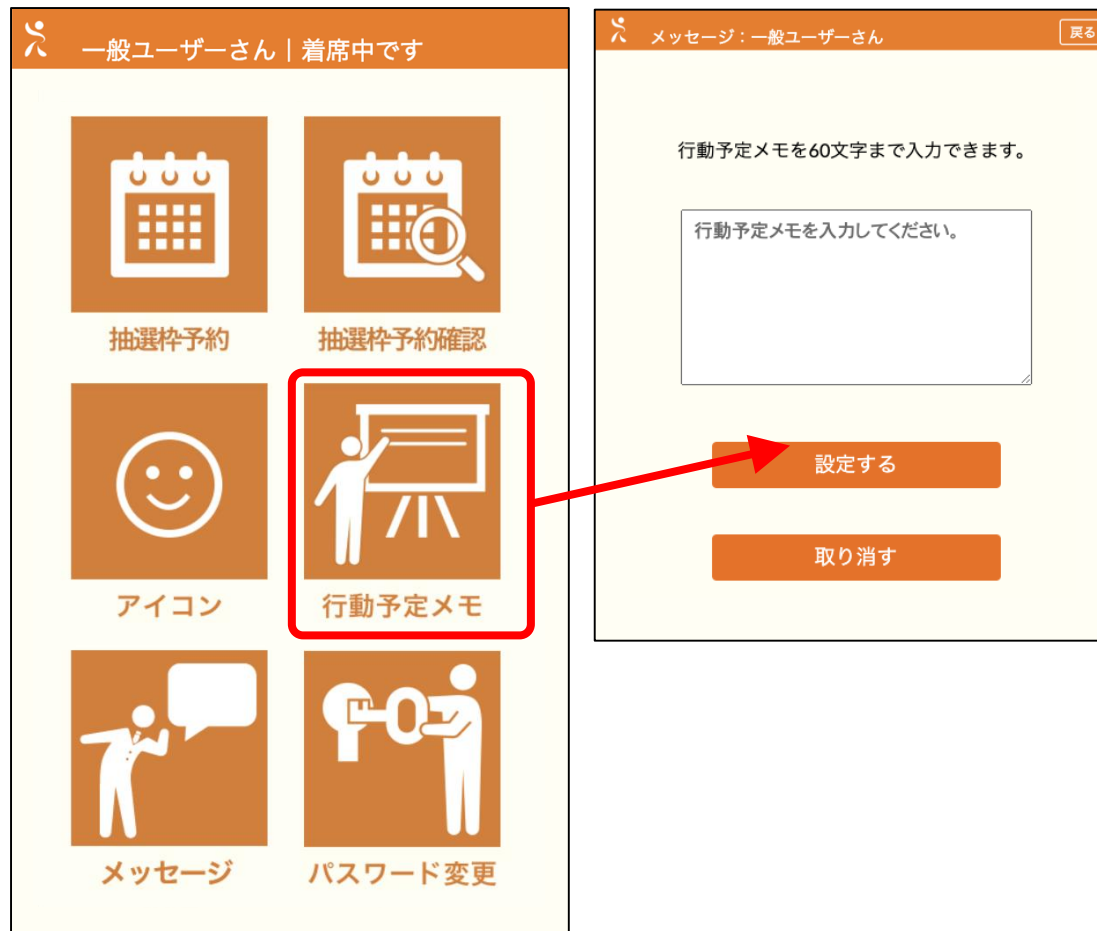 一般ユーザーさん｜着席中です
抽選枠予約
抽選枠予約確認
アイコン
行動予定メモ
メッセージ
パスワード変更
メッセージ：一般ユーザーさん
戻る
行動予定メモを60文字まで入力できます。
行動予定メモを入力してください。
設定する
取り消す